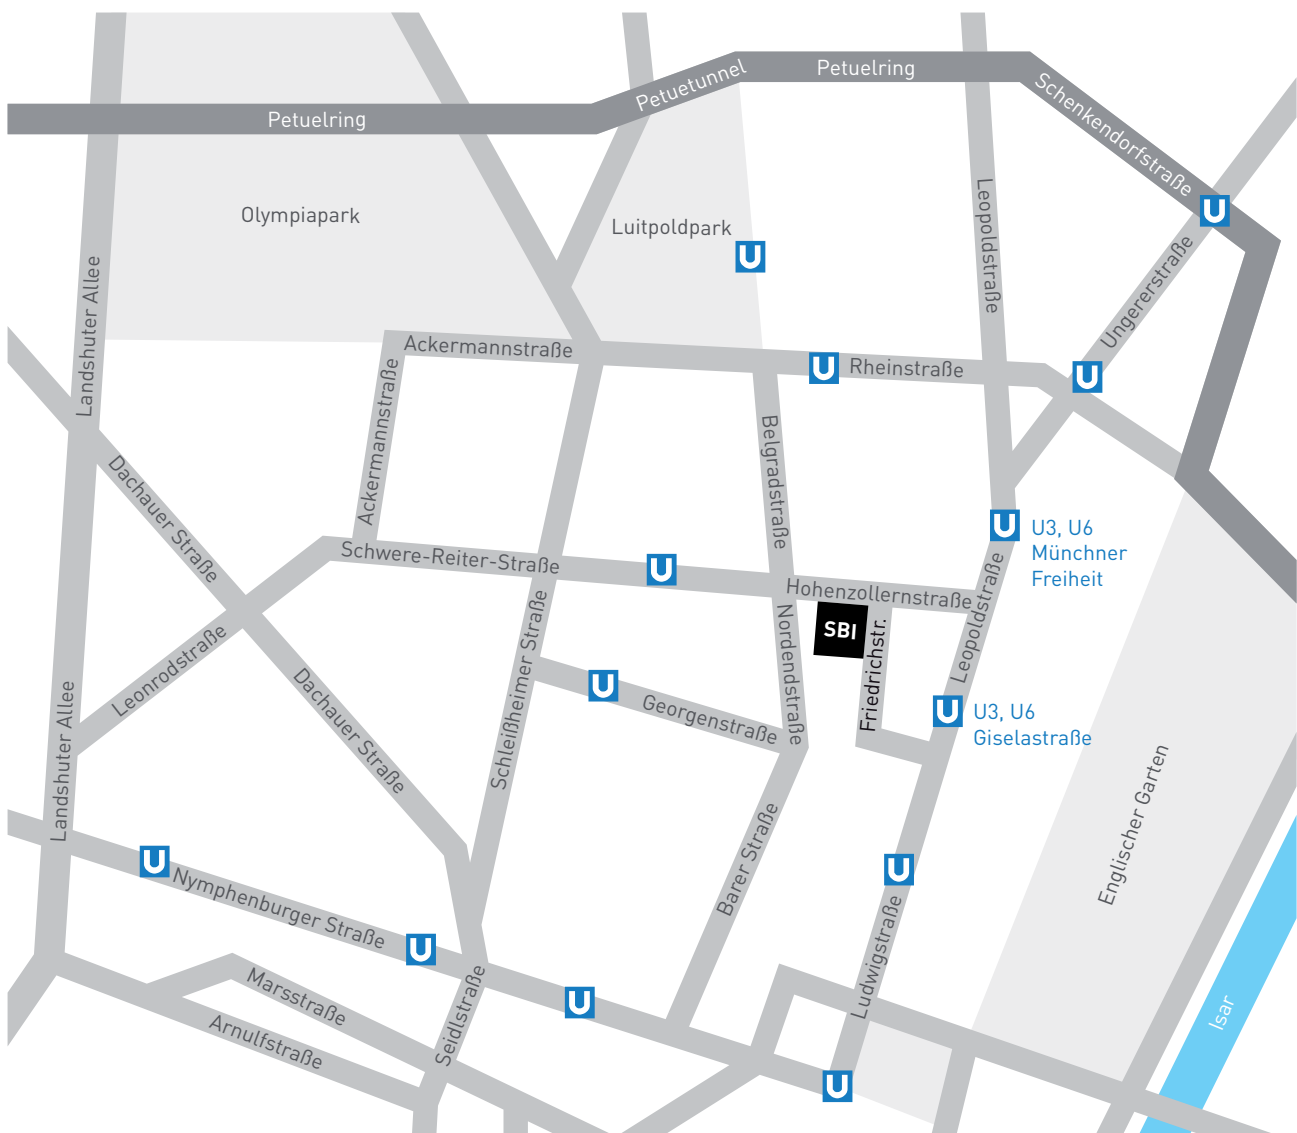 Petuelring
Petuetunnel
Petuelring
Schenkendorfstraße
U
Olympiapark
Luitpoldpark
U
Leopoldstraße
Ungererstraße
Landshuter Allee
Ackermannstraße
U
Rheinstraße
U
Ackermannstraße
Belgradstraße
Dachauer Straße
U
U3, U6
Münchner
Freiheit
Schwere-Reiter-Straße
U
Hohenzollernstraße
SBI
Friedrichstr.
Leopoldstraße
Nordendstraße
Schleißheimer Straße
Leonrodstraße
U
Georgenstraße
Dachauer Straße
U
U3, U6
Giselastraße
Landshuter Allee
Englischer Garten
Barer Straße
U
Nymphenburger Straße
U
U
Ludwigstraße
U
Marsstraße
Seidlstraße
Arnulfstraße
Isar
U